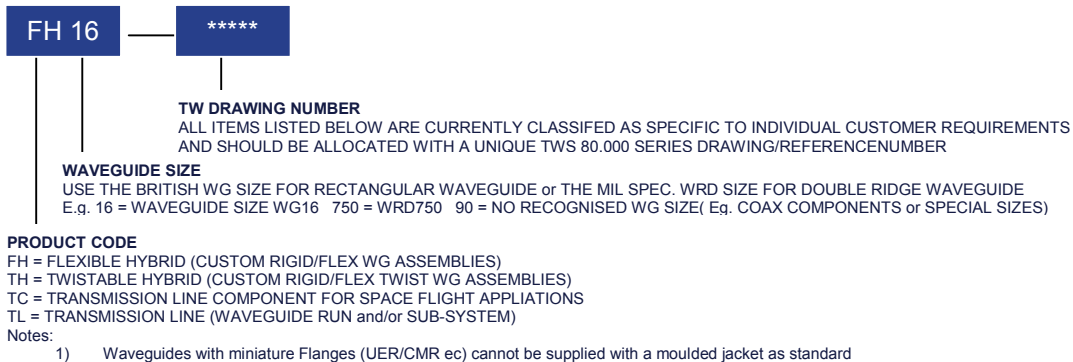 FH 16 *****
TW DRAWING NUMBER
ALL ITEMS LISTED BELOW ARE CURRENTLY CLASSIFED AS SPECIFIC TO INDIVIDUAL CUSTOMER REQUIREMENTS
AND SHOULD BE ALLOCATED WITH A UNIQUE TWS 80.000 SERIES DRAWING/REFERENCENUMBER
WAVEGUIDE SIZE
USE THE BRITISH WG SIZE FOR RECTANGULAR WAVEGUIDE or THE MIL SPEC. WRD SIZE FOR DOUBLE RIDGE WAVEGUIDE
E.g. 16 = WAVEGUIDE SIZE WG16 750 = WRD750 90 = NO RECOGNISED WG SIZE( Eg. COAX COMPONENTS or SPECIAL SIZES)
PRODUCT CODE
FH = FLEXIBLE HYBRID (CUSTOM RIGID/FLEX WG ASSEMBLIES)
TH = TWISTABLE HYBRID (CUSTOM RIGID/FLEX TWIST WG ASSEMBLIES)
TC = TRANSMISSION LINE COMPONENT FOR SPACE FLIGHT APPLIATIONS
TL = TRANSMISSION LINE (WAVEGUIDE RUN and/or SUB-SYSTEM)
Notes:
1) Waveguides with miniature Flanges (UER/CMR ec) cannot be supplied with a moulded jacket as standard